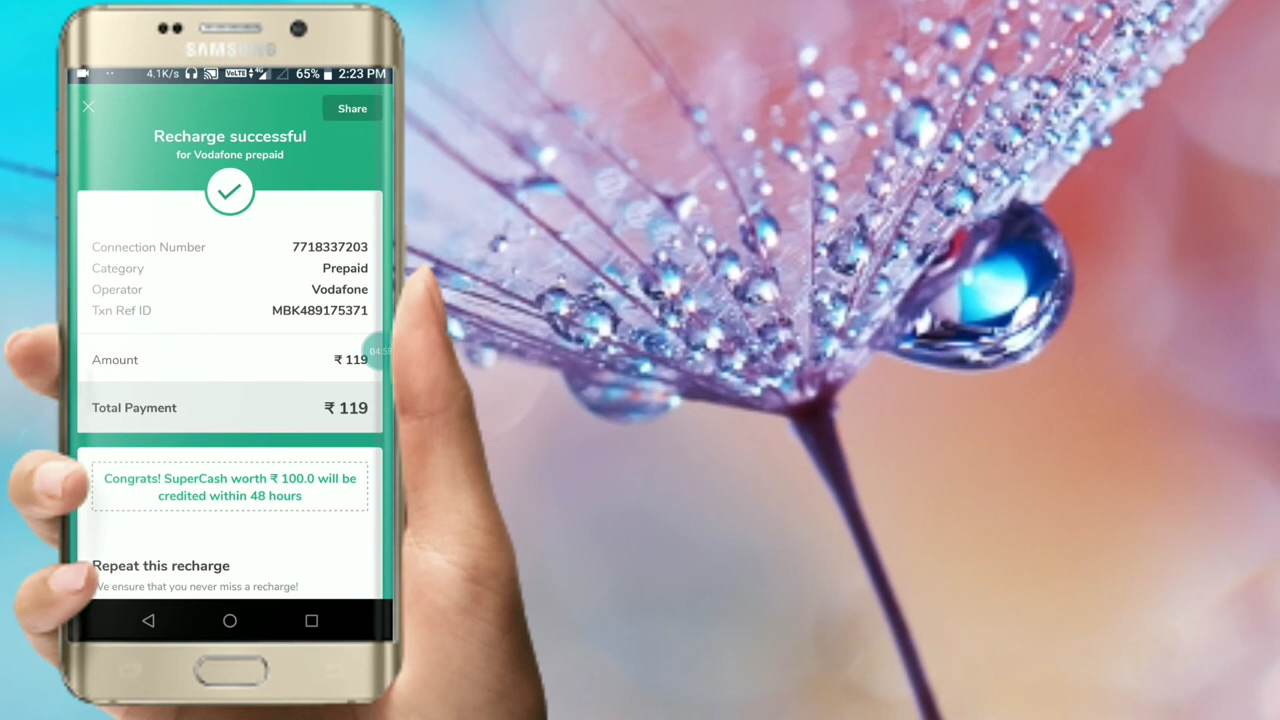 SAMSUNG
4.1K/s VoLTE 4G 65% 2:23 PM
Share
Recharge successful
for Vodafone prepaid
Connection Number 7718337203
Category Prepaid
Operator Vodafone
Txn Ref ID MBK489175371
Amount ₹ 119
Total Payment ₹ 119
Congrats! SuperCash worth ₹ 100.0 will be
credited within 48 hours
Repeat this recharge
We ensure that you never miss a recharge!